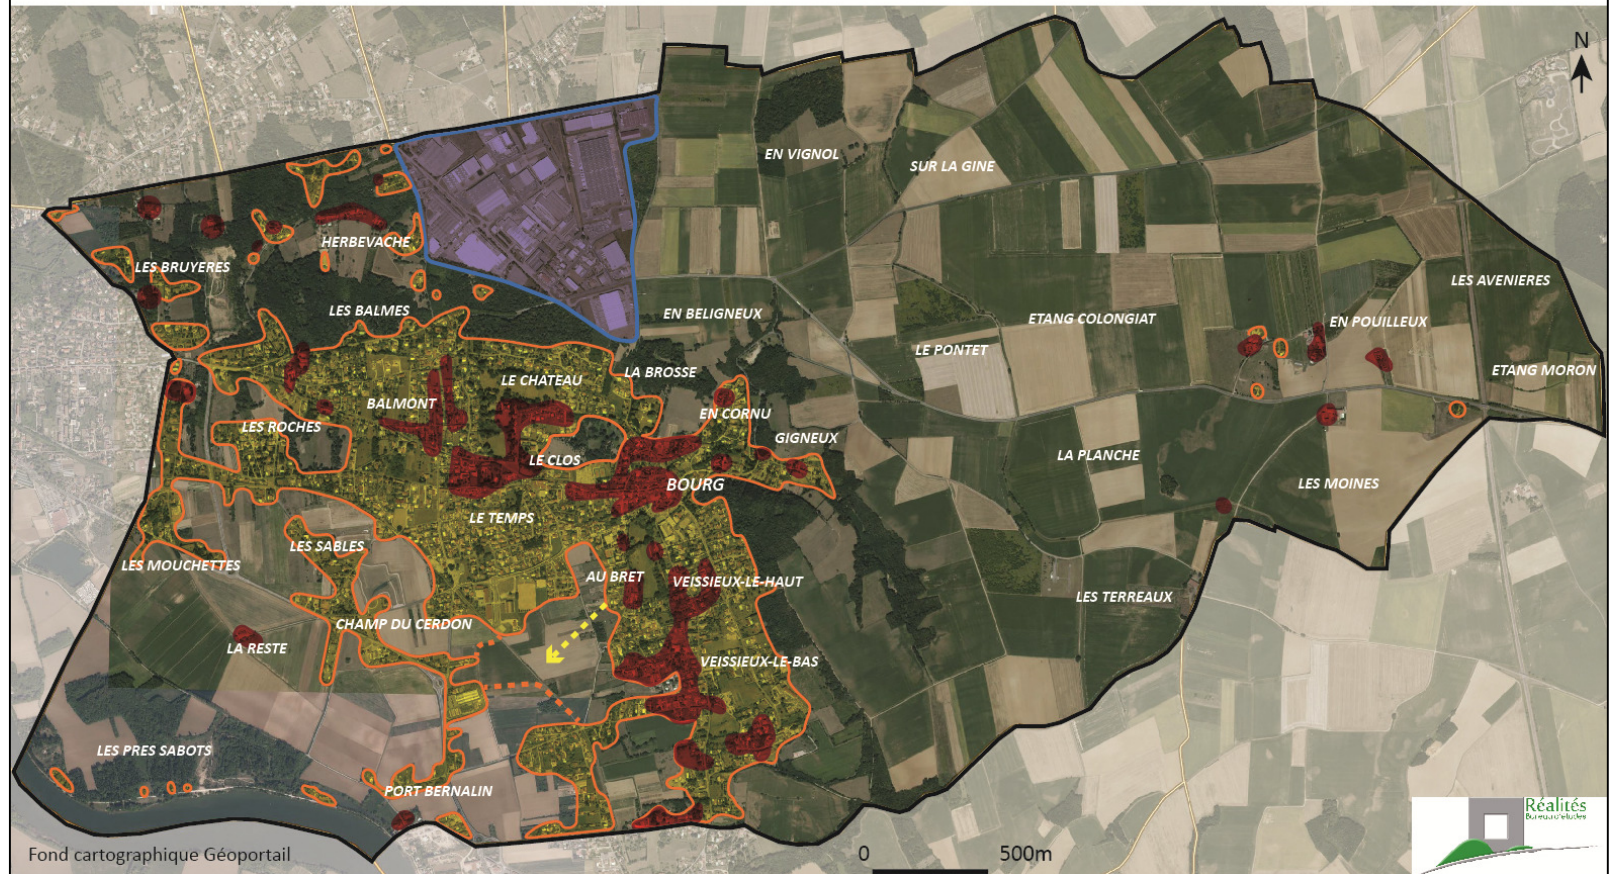 N
EN VIGNOL
SUR LA GINE
HERBEVACHE
LES BRUYERES
LES AVENIERES
LES BALMES
EN BELIGNEUX
ETANG COLONGIAT
EN POUILLEUX
LE PONTET
LA BROSSE
ETANG MORON
LE CHATEAU
BALMONT
EN CORNU
LES ROCHES
GIGNEUX
LE CLOS
LA PLANCHE
BOURG
LES MOINES
LE TEMPS
LES SABLES
LES MOUCHETTES
AU BRET
VEISSIEUX-LE-HAUT
LES TERREAUX
CHAMP DU CERDON
LA RESTE
VEISSIEUX-LE-BAS
LES PRES SABOTS
PORT BERNALIN
Réalités
Bureau d'études
Fond cartographique Géoportail
0 500m